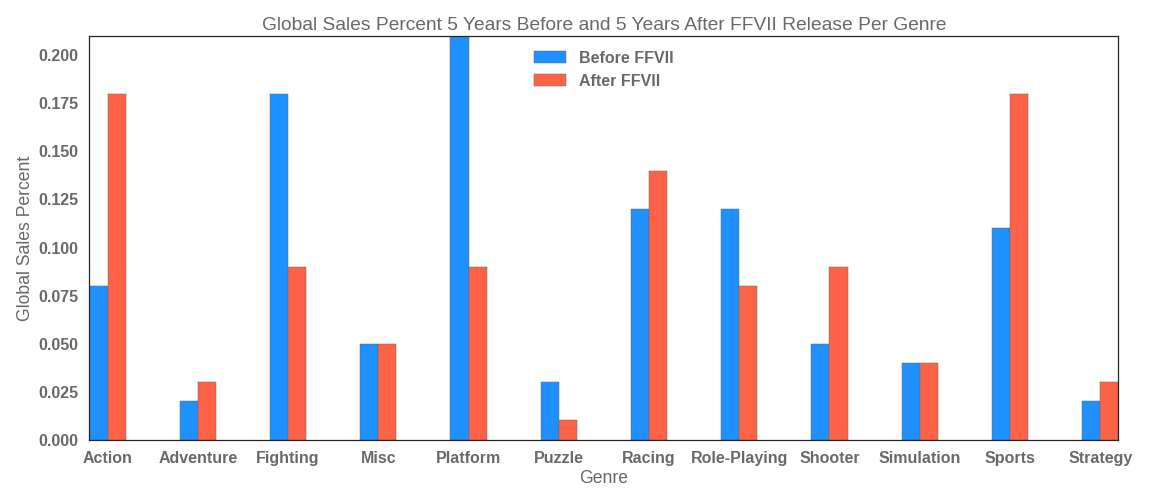 Global Sales Percent 5 Years Before and 5 Years After FFVII Release Per Genre
Before FFVII
After FFVII
Global Sales Percent
0.200
0.175
0.150
0.125
0.100
0.075
0.050
0.025
0.000
Action Adventure Fighting Misc Platform Puzzle Racing Role-Playing Shooter Simulation Sports Strategy
Genre